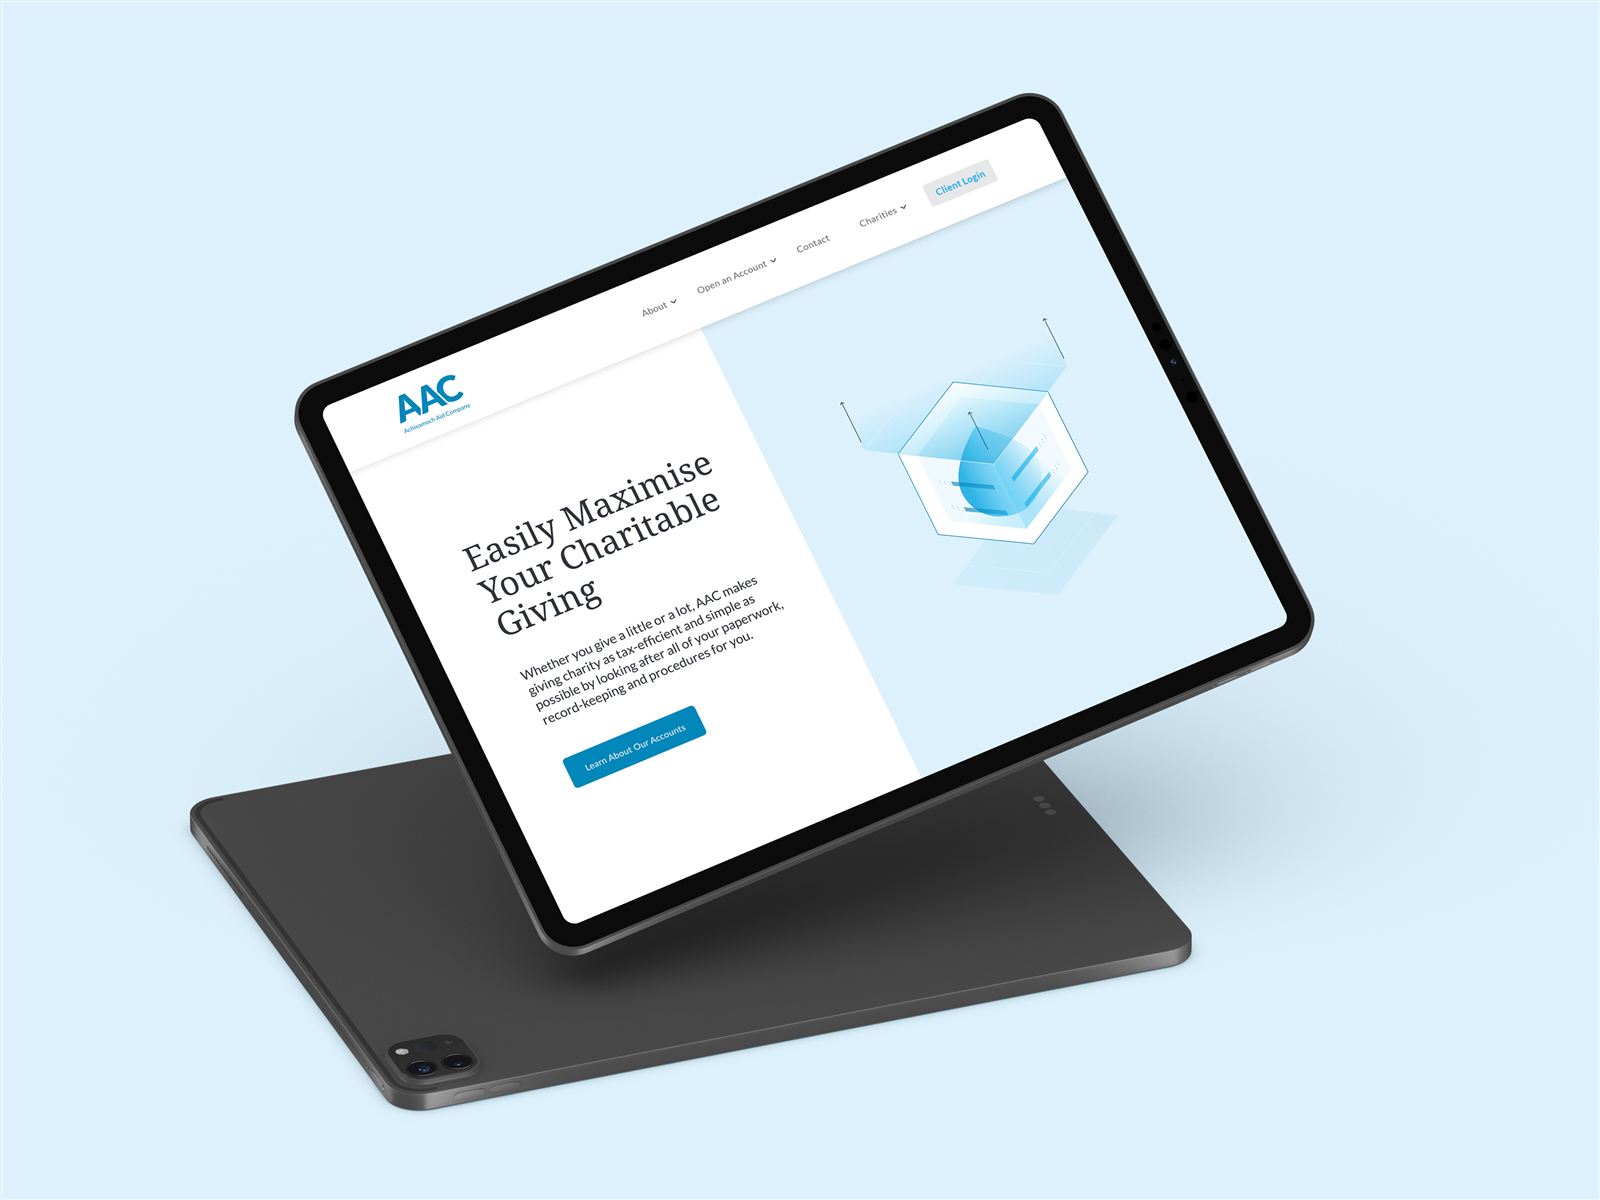 AAC
Achisomoch Aid Company
About
Open an Account
Contact
Charities
Client Login
Easily Maximise
Your Charitable
Giving
Whether you give a little or a lot, AAC makes
giving charity as tax-efficient and simple as
possible by looking after all of your paperwork,
record-keeping and procedures for you.
Learn About Our Accounts